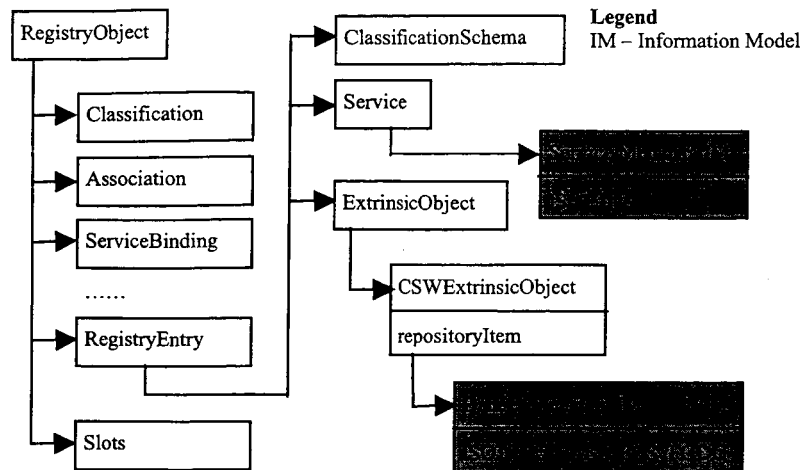 RegistryObject
Classification
Association
ServiceBinding
......
RegistryEntry
Slots
ClassificationSchema
Service
ExtrinsicObject
CSWExtrinsicObject
repositoryItem
Legend
IM – Information Model